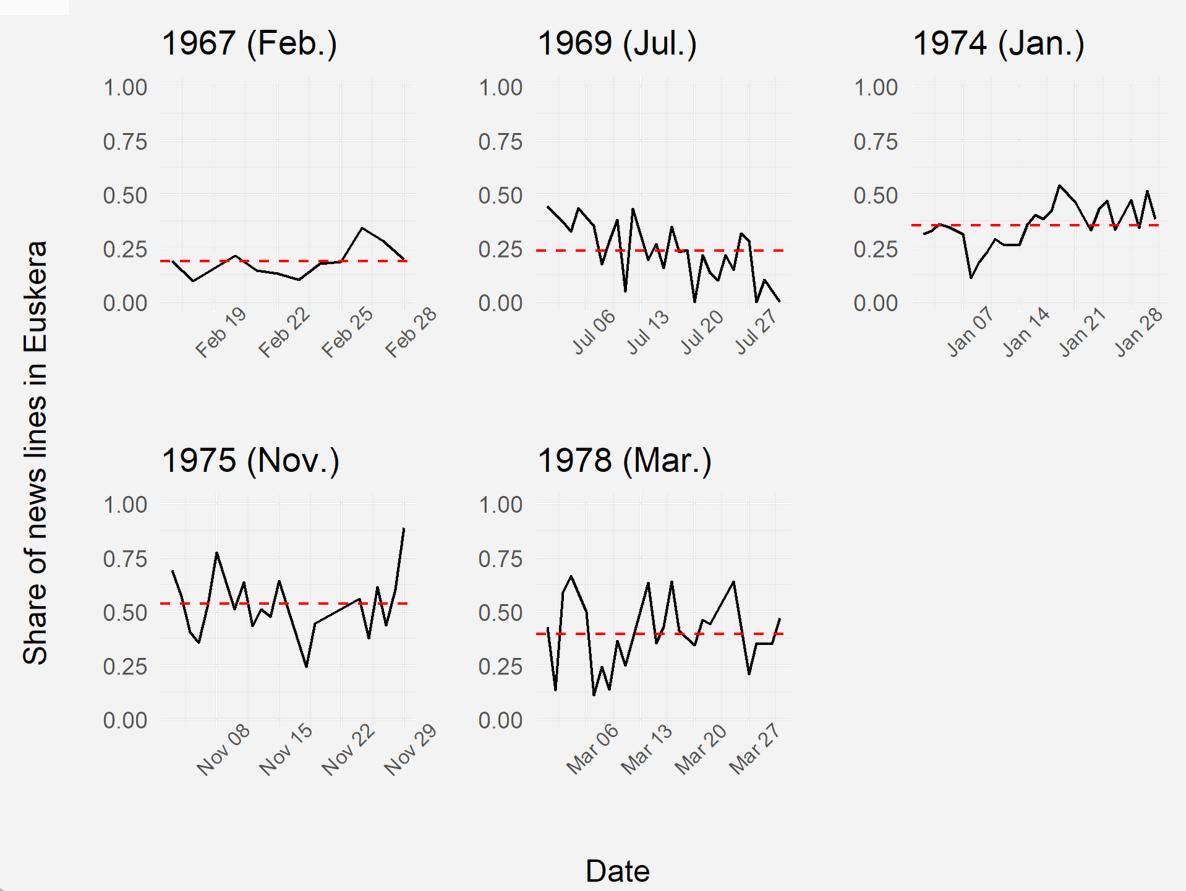 1967 (Feb.)
1.00
0.75
0.50
0.25
0.00
Feb 19
Feb 22
Feb 25
Feb 28
1969 (Jul.)
1.00
0.75
0.50
0.25
0.00
Jul 06
Jul 13
Jul 20
Jul 27
1974 (Jan.)
1.00
0.75
0.50
0.25
0.00
Jan 07
Jan 14
Jan 21
Jan 28
Share of news lines in Euskera
1975 (Nov.)
1.00
0.75
0.50
0.25
0.00
Nov 08
Nov 15
Nov 22
Nov 29
1978 (Mar.)
1.00
0.75
0.50
0.25
0.00
Mar 06
Mar 13
Mar 20
Mar 27
Date